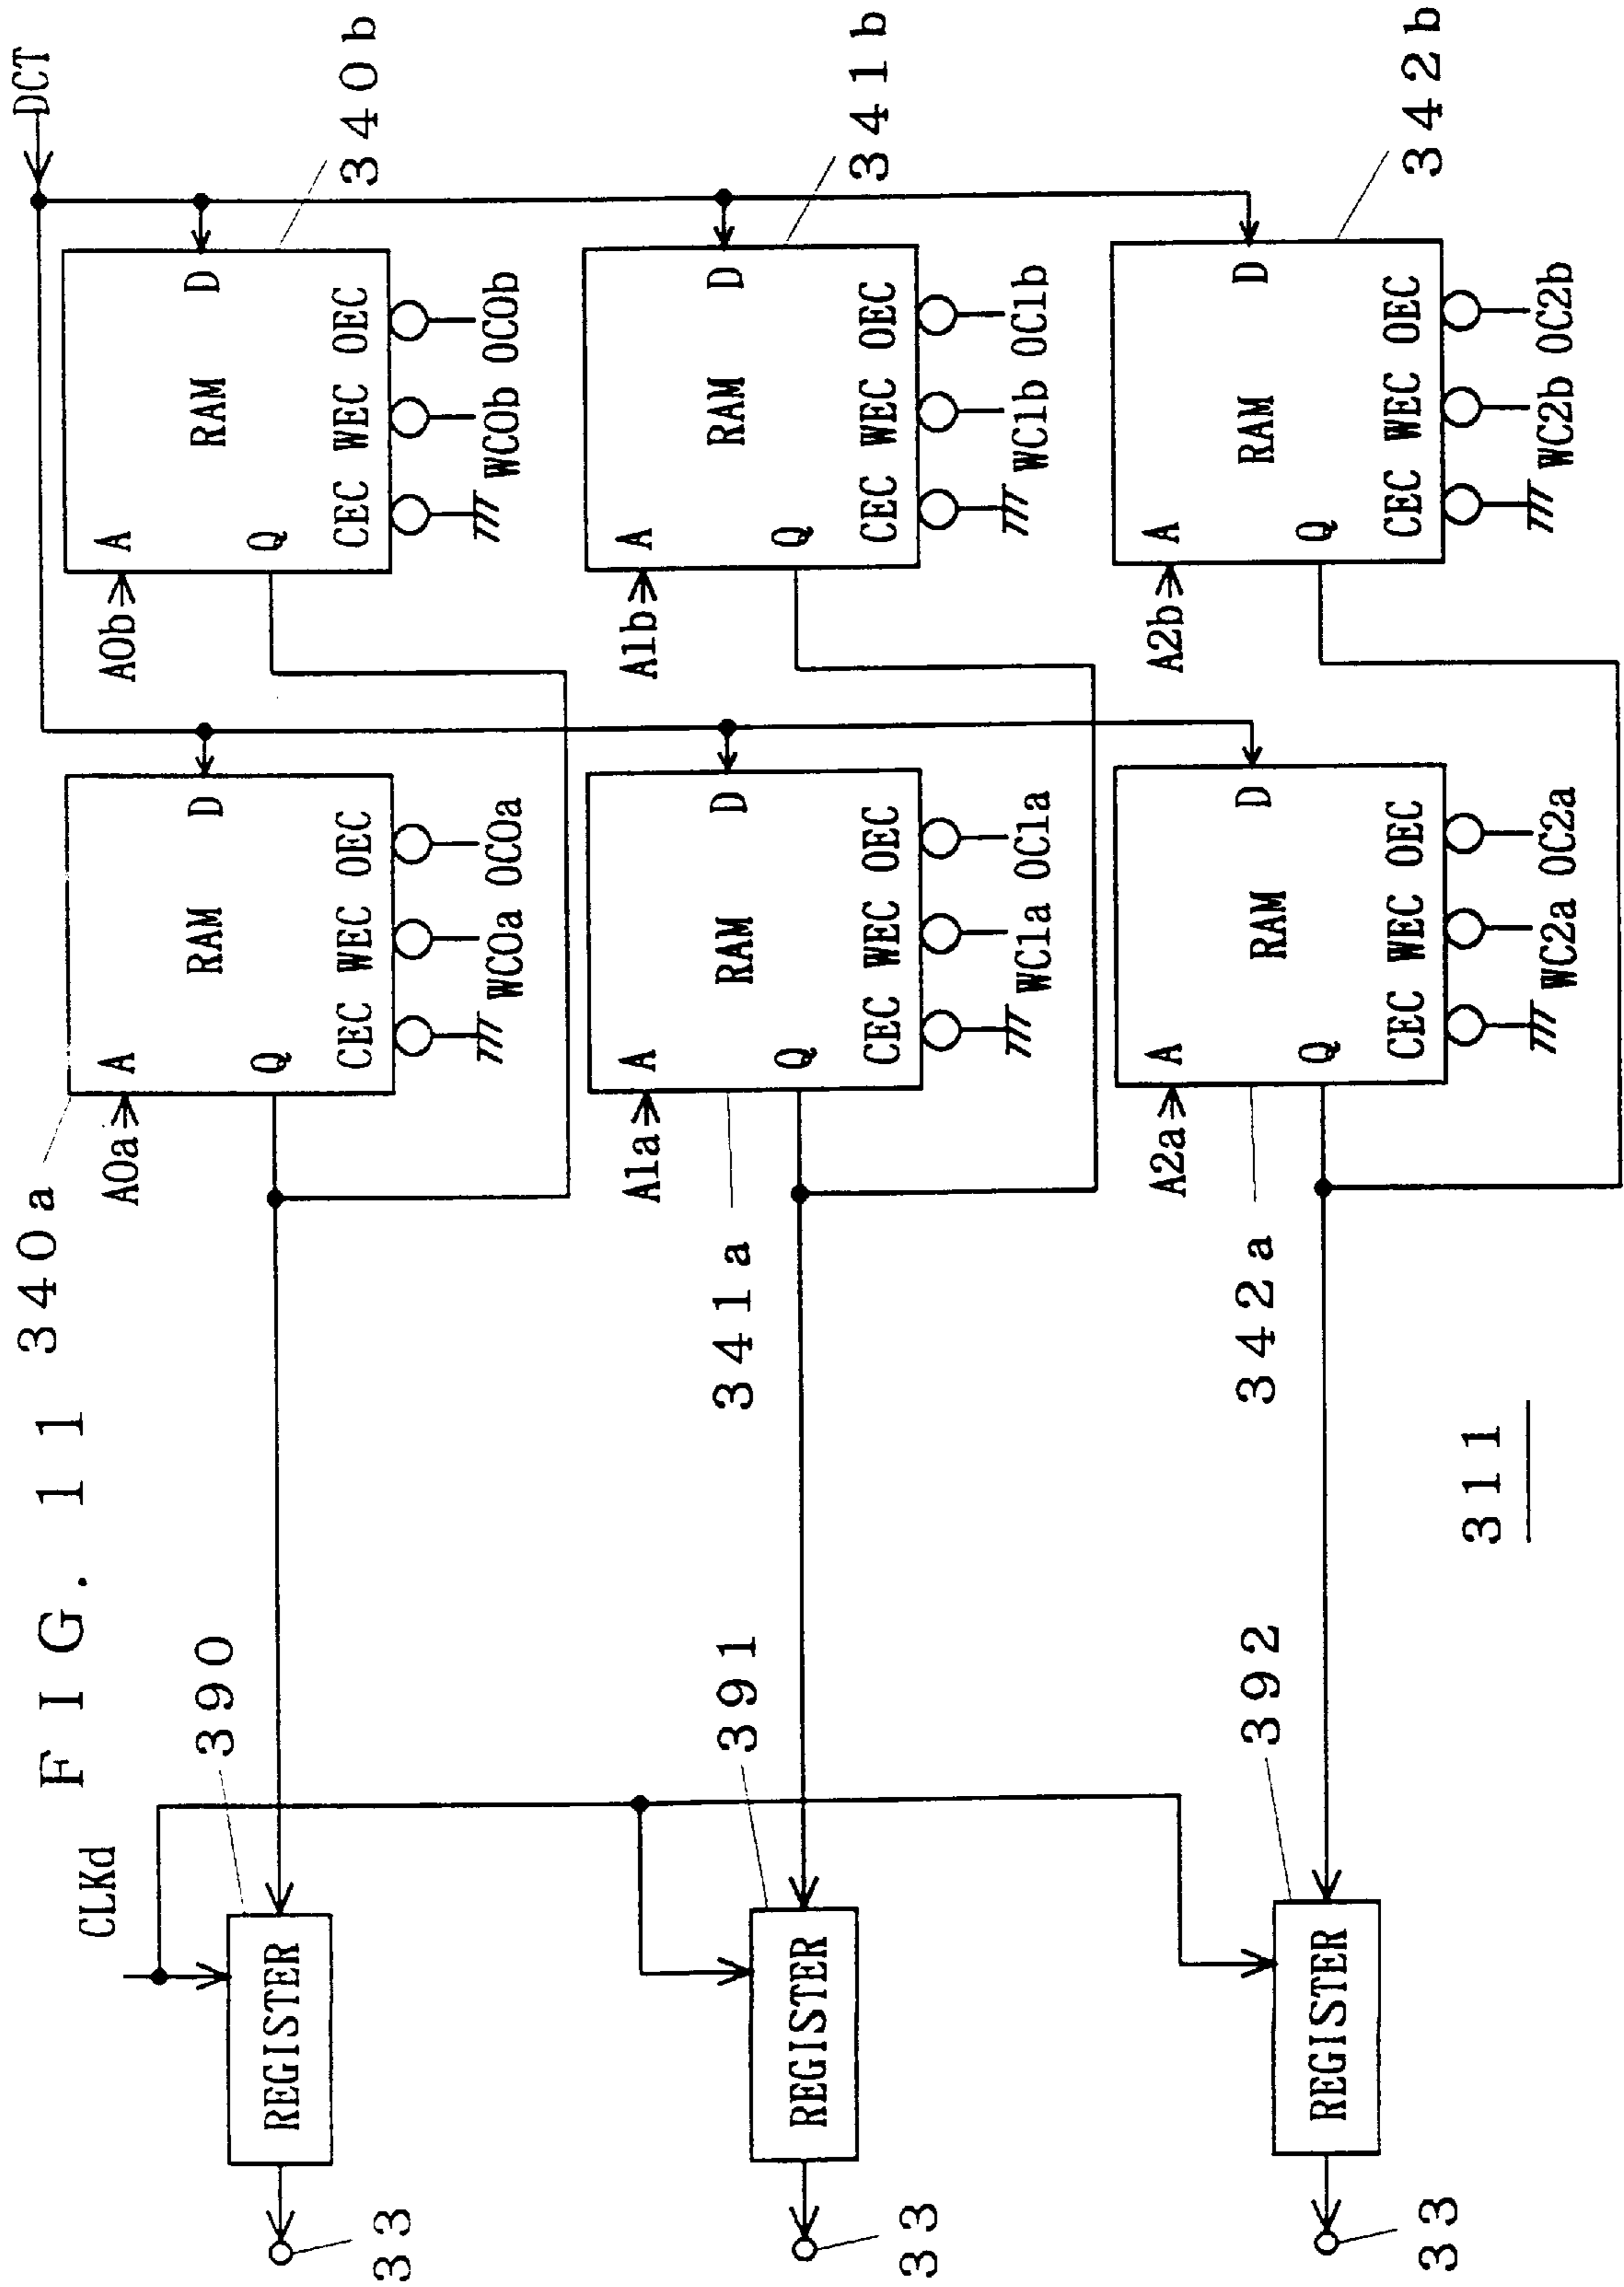 FIG. 11
DCT
340a
CLKd
A0a
A
A0b
A
390
RAM
D
RAM
D
REGISTER
Q
Q
33
CEC WEC OEC
CEC WEC OEC
340b
WC0a OC0a
WC0b OC0b
A1a
A
A1b
A
391
RAM
D
RAM
D
REGISTER
341a
Q
Q
33
CEC WEC OEC
CEC WEC OEC
341b
WC1a OC1a
WC1b OC1b
A2a
A
A2b
A
392
342a
RAM
D
RAM
D
REGISTER
Q
Q
33
CEC WEC OEC
CEC WEC OEC
342b
311
WC2a OC2a
WC2b OC2b